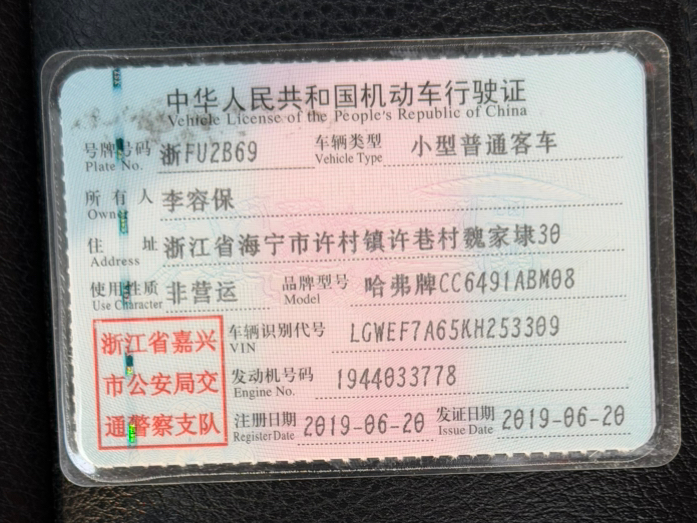 中华人民共和国机动车行驶证
Vehicle License of the People's Republic of China
号牌号码 浙FU2B69 车辆类型 小型普通客车
Plate No. Vehicle Type
所有人 李容保
Owner
住址 浙江省海宁市许村镇许巷村魏家埭30
Address
使用性质 非营运 品牌型号 哈弗牌CC6491ABM08
Use Character Model
浙江省嘉兴
市公安局交
通警察支队
车辆识别代号 LGWEF7A65KH253309
VIN
发动机号码 1944033778
Engine No.
注册日期 2019-06-20 发证日期 2019-06-20
Register Date Issue Date